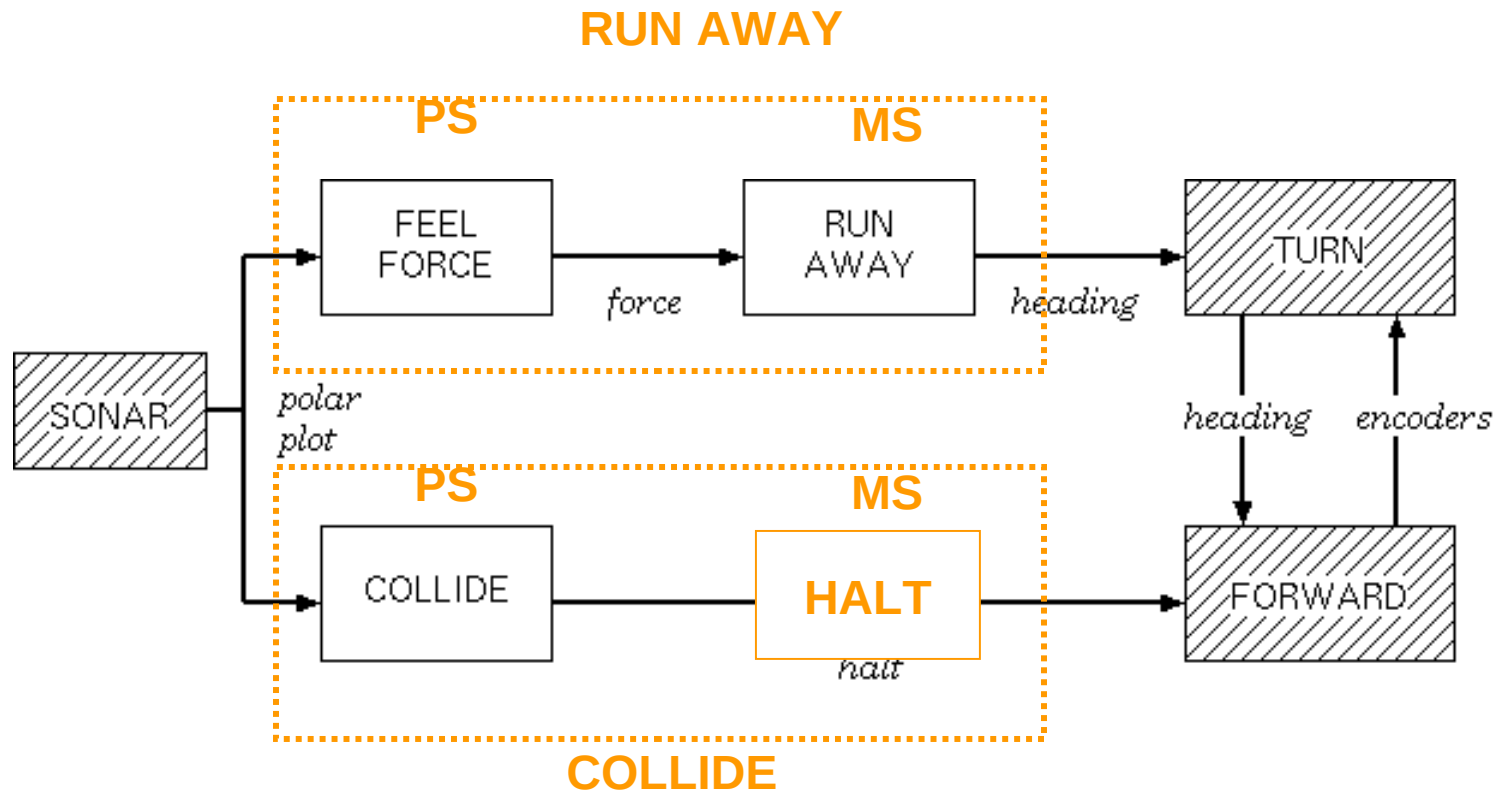 RUN AWAY
PS
MS
FEEL
FORCE
RUN
AWAY
TURN
force
heading
SONAR
polar
plot
heading
encoders
PS
MS
COLLIDE
HALT
FORWARD
halt
COLLIDE